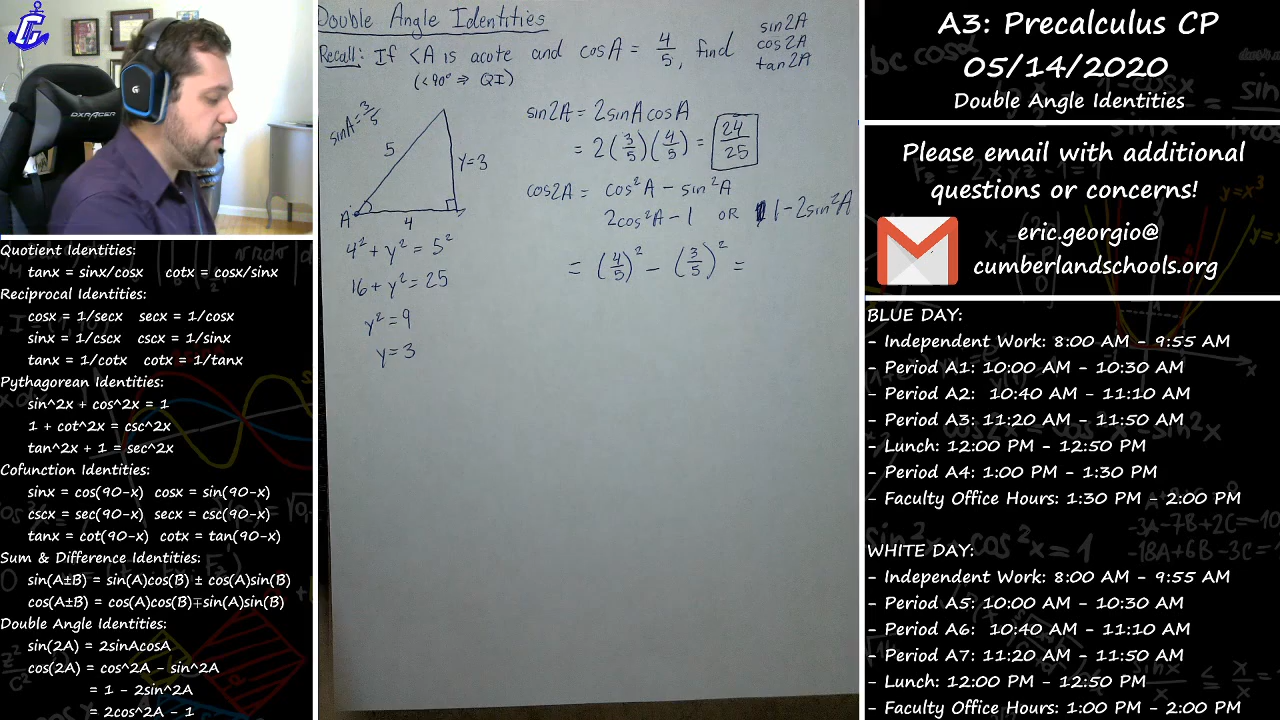 Double Angle Identities
Recall: If <A is acute and cosA = 4/5, find sin2A
cos2A
tan2A
(<90° ⇒ QI)
sinA = 3/5
5
y=3
A
4
4² + y² = 5²
16 + y² = 25
y² = 9
y = 3
sin2A = 2sinAcosA
= 2(3/5)(4/5) = 24/25
cos2A = cos²A - sin²A
2cos²A - 1 OR 1 - 2sin²A
= (4/5)² - (3/5)² =
DXRACER
G
Quotient Identities:
tanx = sinx/cosx cotx = cosx/sinx
Reciprocal Identities:
cosx = 1/secx secx = 1/cosx
sinx = 1/cscx cscx = 1/sinx
tanx = 1/cotx cotx = 1/tanx
Pythagorean Identities:
sin^2x + cos^2x = 1
1 + cot^2x = csc^2x
tan^2x + 1 = sec^2x
Cofunction Identities:
sinx = cos(90-x) cosx = sin(90-x)
cscx = sec(90-x) secx = csc(90-x)
tanx = cot(90-x) cotx = tan(90-x)
Sum & Difference Identities:
sin(A±B) = sin(A)cos(B) ± cos(A)sin(B)
cos(A±B) = cos(A)cos(B)∓sin(A)sin(B)
Double Angle Identities:
sin(2A) = 2sinAcosA
cos(2A) = cos^2A - sin^2A
= 1 - 2sin^2A
= 2cos^2A - 1
A3: Precalculus CP
05/14/2020
Double Angle Identities
Please email with additional
questions or concerns!
eric.georgio@
cumberlandschools.org
BLUE DAY:
- Independent Work: 8:00 AM - 9:55 AM
- Period A1: 10:00 AM - 10:30 AM
- Period A2: 10:40 AM - 11:10 AM
- Period A3: 11:20 AM - 11:50 AM
- Lunch: 12:00 PM - 12:50 PM
- Period A4: 1:00 PM - 1:30 PM
- Faculty Office Hours: 1:30 PM - 2:00 PM
WHITE DAY:
- Independent Work: 8:00 AM - 9:55 AM
- Period A5: 10:00 AM - 10:30 AM
- Period A6: 10:40 AM - 11:10 AM
- Period A7: 11:20 AM - 11:50 AM
- Lunch: 12:00 PM - 12:50 PM
- Faculty Office Hours: 1:00 PM - 2:00 PM